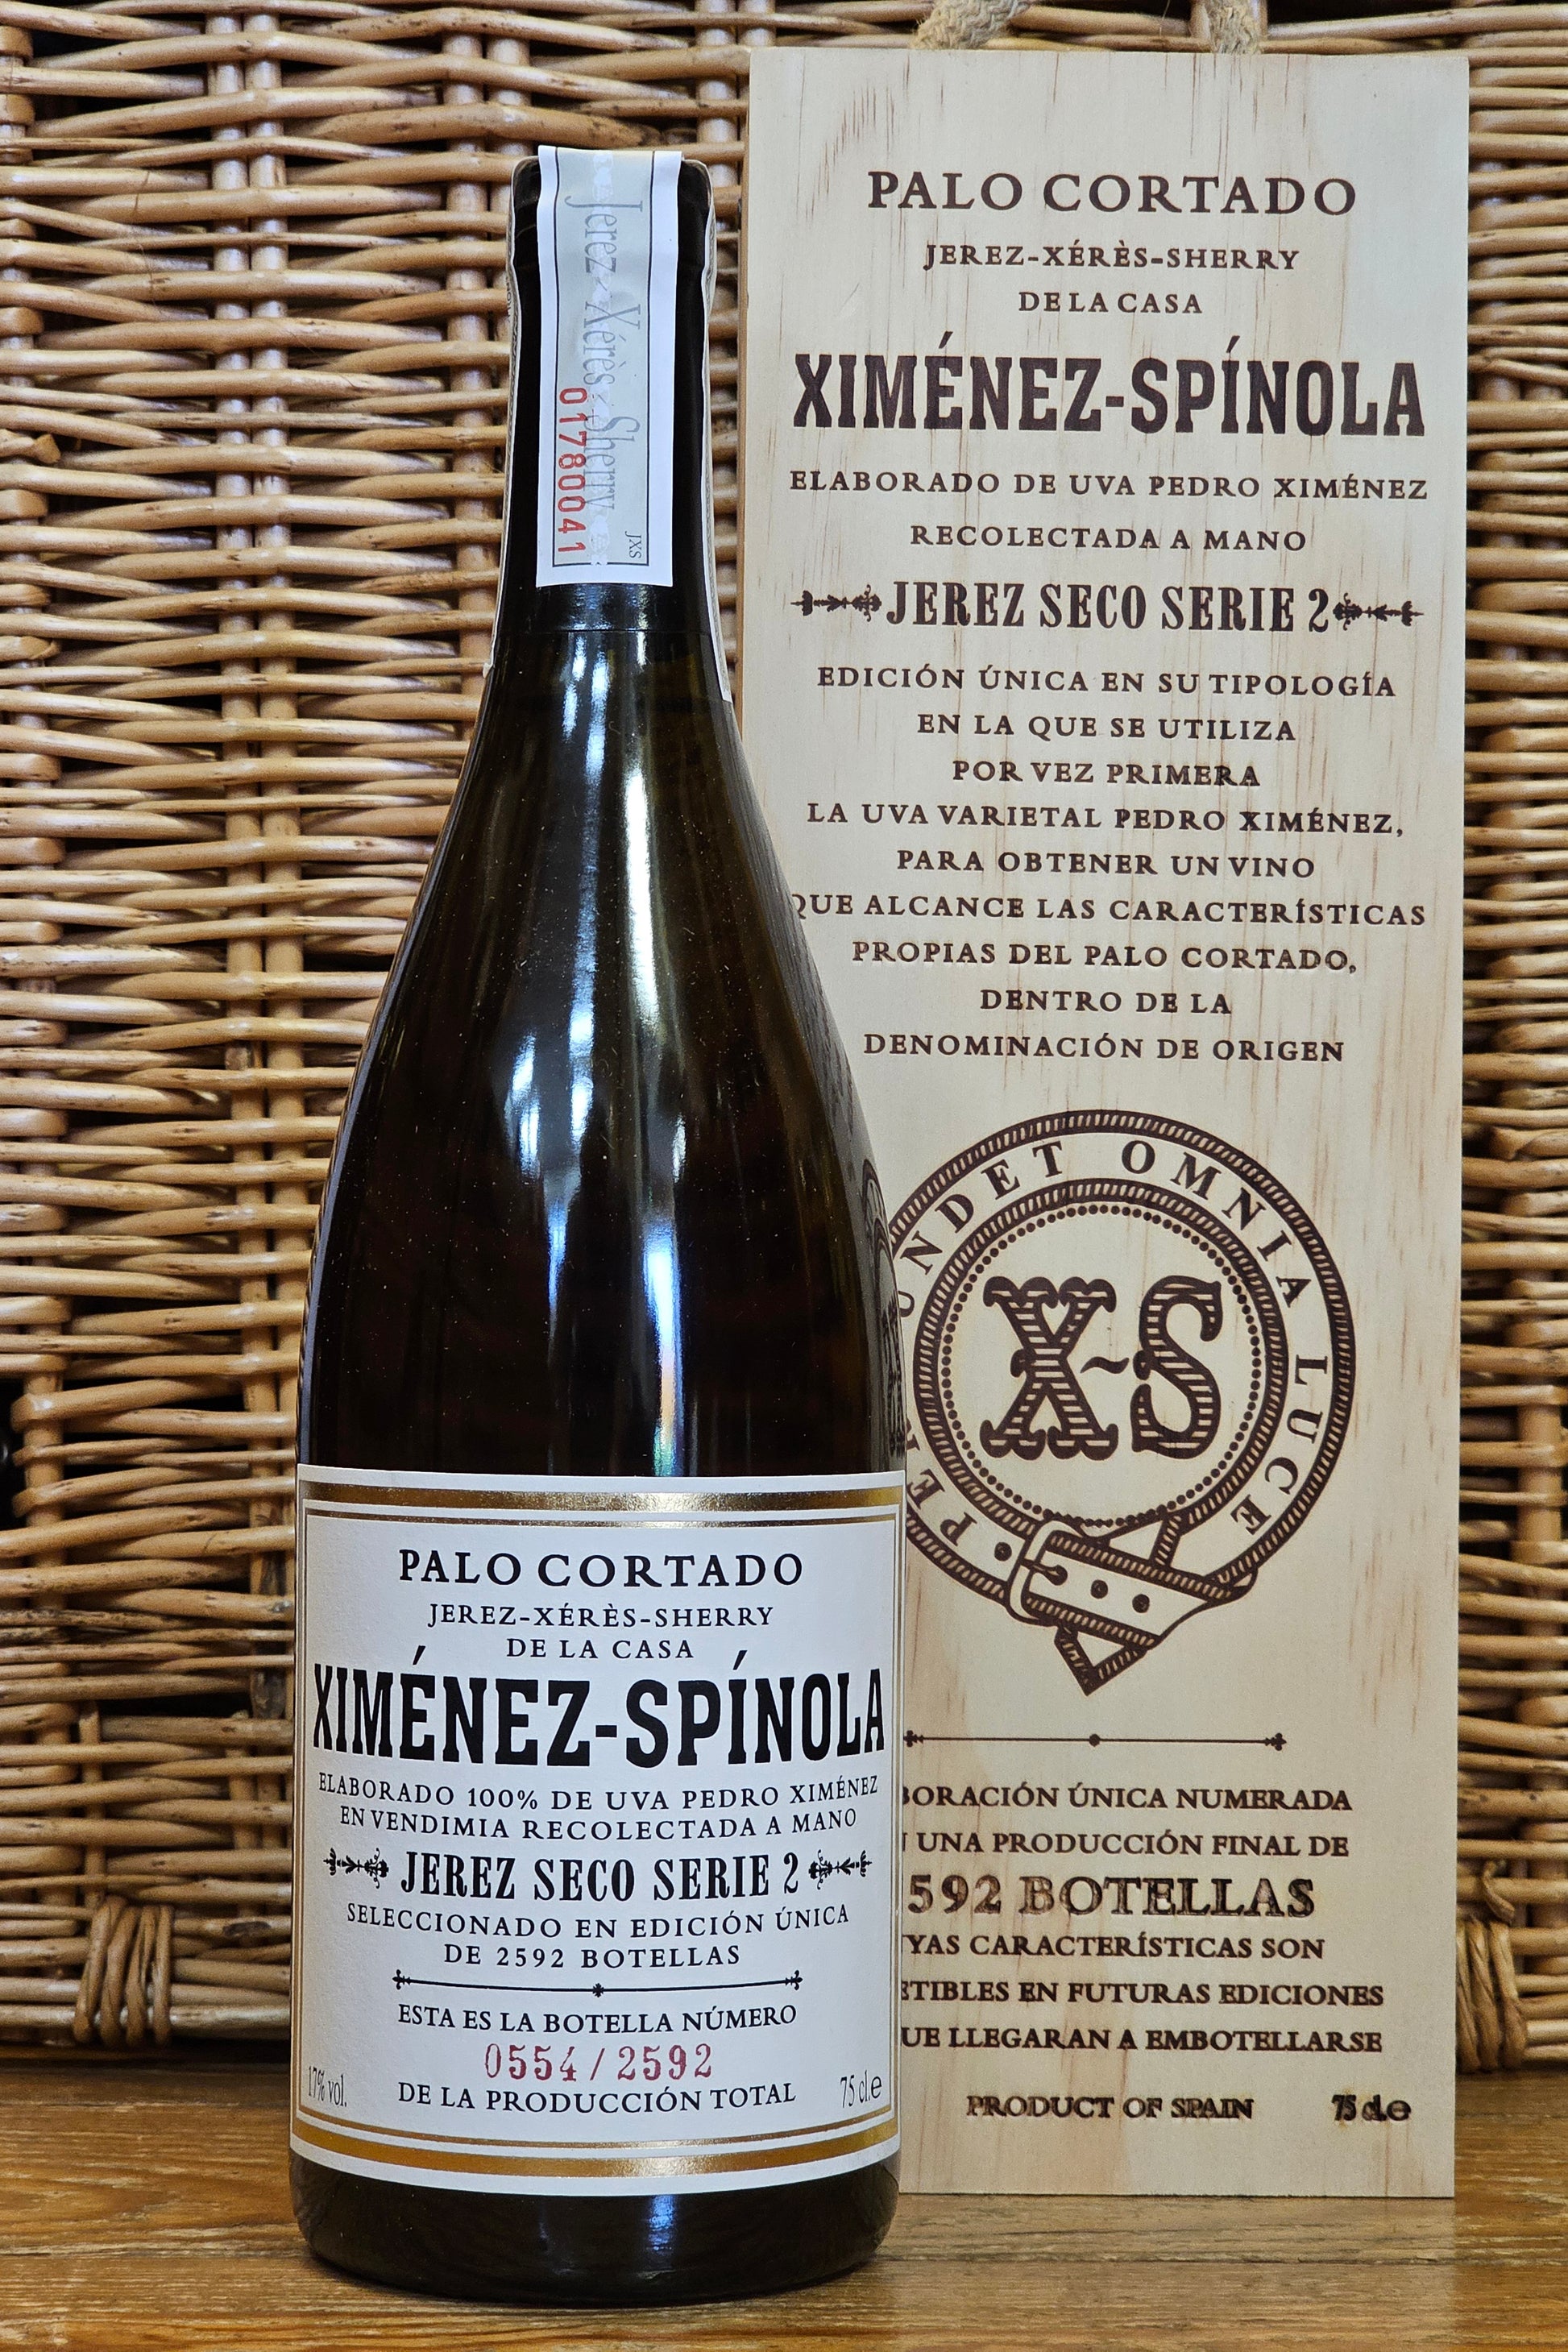 Jerez-Xérès-Sherry
01780041
JXS
PALO CORTADO
JEREZ-XÉRÈS-SHERRY
DE LA CASA
XIMÉNEZ-SPÍNOLA
ELABORADO 100% DE UVA PEDRO XIMÉNEZ
EN VENDIMIA RECOLECTADA A MANO
JEREZ SECO SERIE 2
SELECCIONADO EN EDICIÓN ÚNICA
DE 2592 BOTELLAS
ESTA ES LA BOTELLA NÚMERO
0554 / 2592
DE LA PRODUCCIÓN TOTAL
17% vol.
75 cl.e
PALO CORTADO
JEREZ-XÉRÈS-SHERRY
DE LA CASA
XIMÉNEZ-SPÍNOLA
ELABORADO DE UVA PEDRO XIMÉNEZ
RECOLECTADA A MANO
JEREZ SECO SERIE 2
EDICIÓN ÚNICA EN SU TIPOLOGÍA
EN LA QUE SE UTILIZA
POR VEZ PRIMERA
LA UVA VARIETAL PEDRO XIMÉNEZ,
PARA OBTENER UN VINO
QUE ALCANCE LAS CARACTERÍSTICAS
PROPIAS DEL PALO CORTADO,
DENTRO DE LA
DENOMINACIÓN DE ORIGEN
OMNIA LUCE
X-S
ÚNICA NUMERADA
UNA PRODUCCIÓN FINAL DE
592 BOTELLAS
CARACTERÍSTICAS SON
EN FUTURAS EDICIONES
LLEGARAN A EMBOTELLARSE
PRODUCT OF SPAIN 75 cl.e